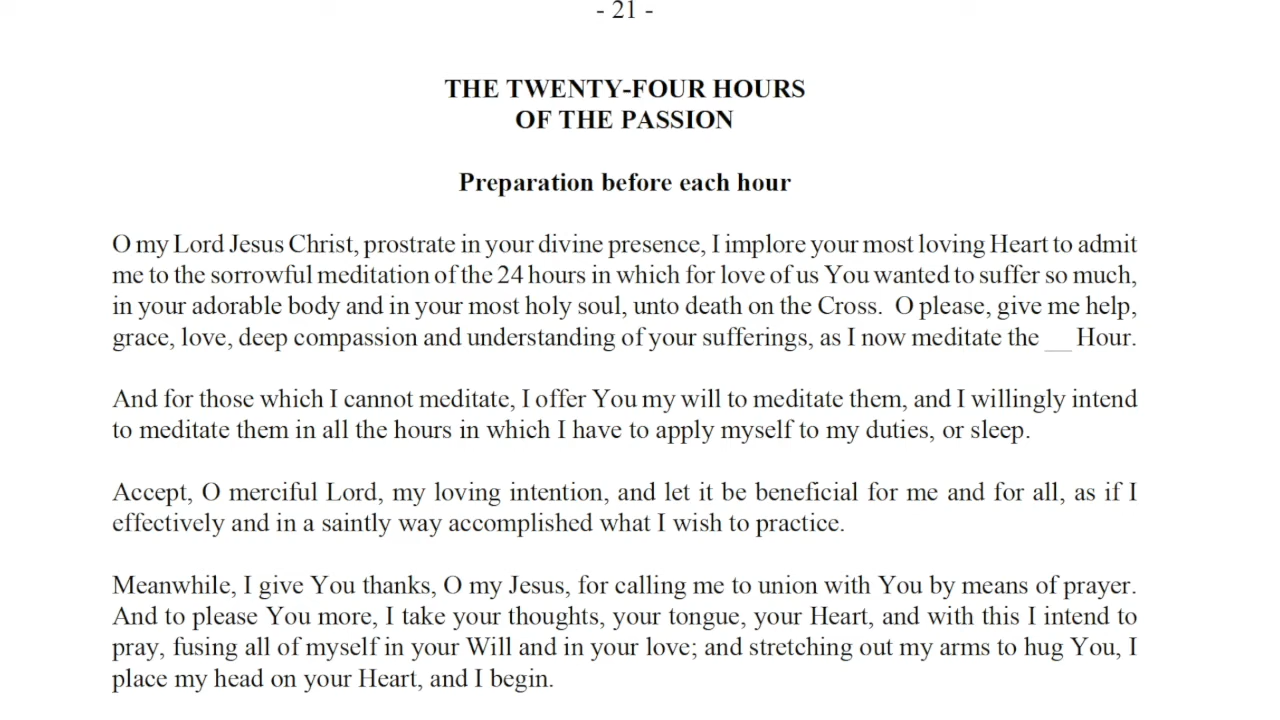 - 21 -
THE TWENTY-FOUR HOURS
OF THE PASSION
Preparation before each hour
O my Lord Jesus Christ, prostrate in your divine presence, I implore your most loving Heart to admit
me to the sorrowful meditation of the 24 hours in which for love of us You wanted to suffer so much,
in your adorable body and in your most holy soul, unto death on the Cross.  O please, give me help,
grace, love, deep compassion and understanding of your sufferings, as I now meditate the __ Hour.
And for those which I cannot meditate, I offer You my will to meditate them, and I willingly intend
to meditate them in all the hours in which I have to apply myself to my duties, or sleep.
Accept, O merciful Lord, my loving intention, and let it be beneficial for me and for all, as if I
effectively and in a saintly way accomplished what I wish to practice.
Meanwhile, I give You thanks, O my Jesus, for calling me to union with You by means of prayer.
And to please You more, I take your thoughts, your tongue, your Heart, and with this I intend to
pray, fusing all of myself in your Will and in your love; and stretching out my arms to hug You, I
place my head on your Heart, and I begin.